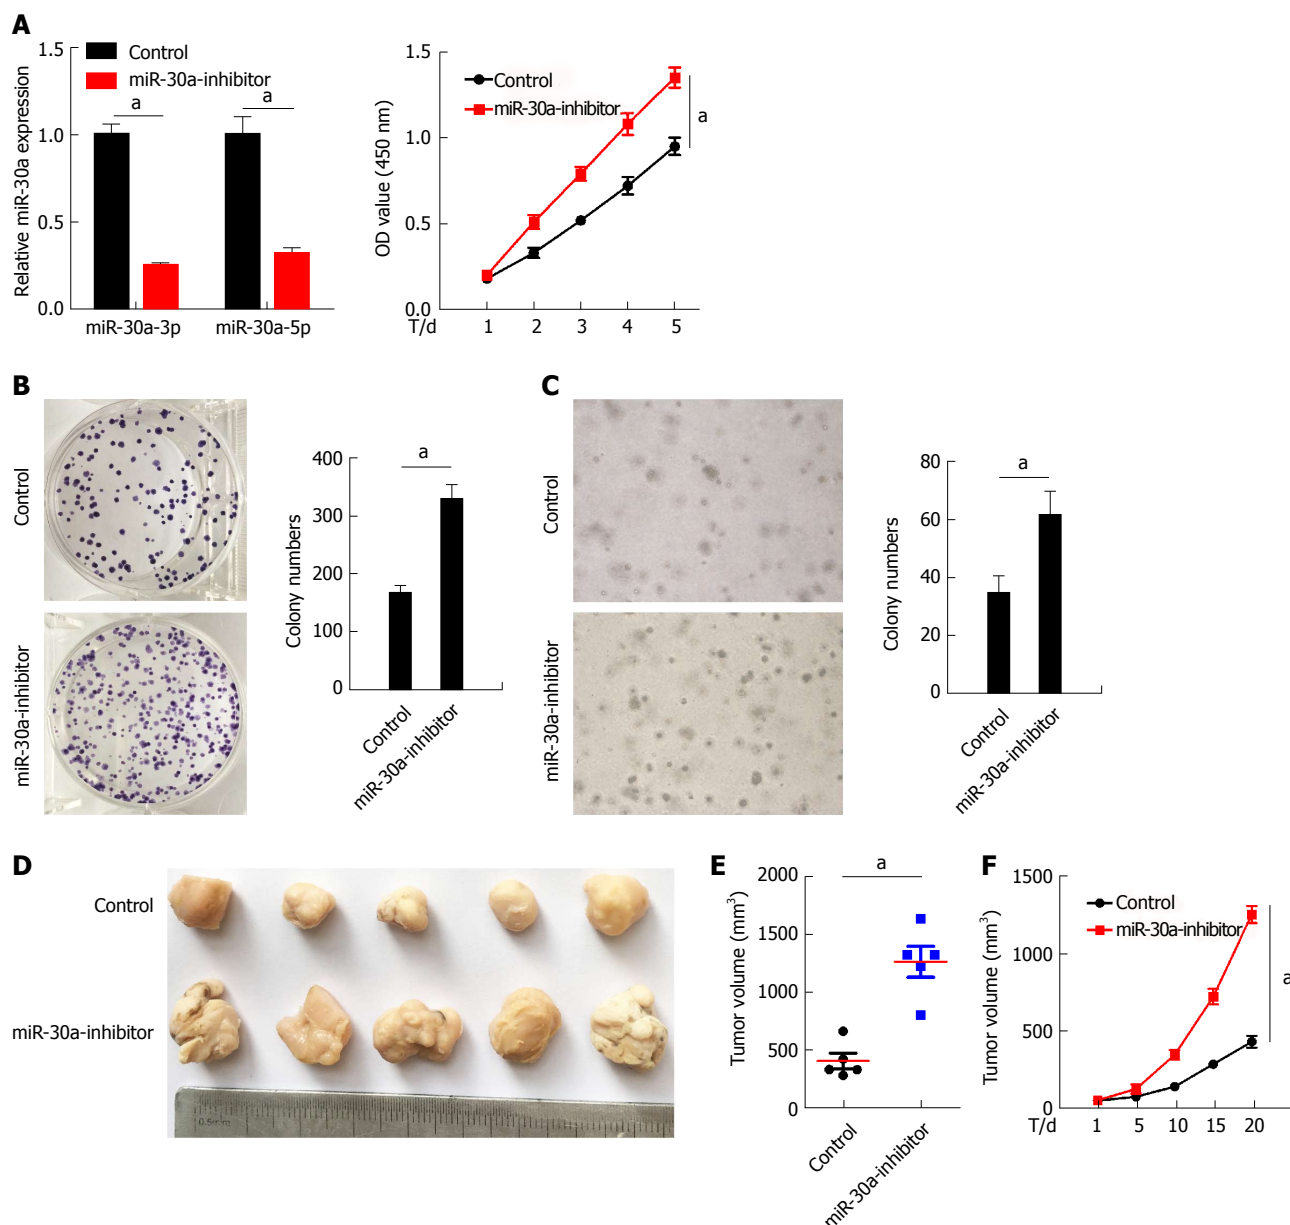 A
Relative miR-30a expression
1.5
1.0
0.5
0.0
Control
miR-30a-inhibitor
a
a
miR-30a-3p
miR-30a-5p
OD value (450 nm)
1.5
1.0
0.5
0.0
Control
miR-30a-inhibitor
a
T/d
1
2
3
4
5
B
Control
miR-30a-inhibitor
Colony numbers
400
300
200
100
0
a
Control
miR-30a-inhibitor
C
Control
miR-30a-inhibitor
Colony numbers
80
60
40
20
0
a
Control
miR-30a-inhibitor
D
Control
miR-30a-inhibitor
0.5mm
E
Tumor volume (mm³)
2000
1500
1000
500
0
a
Control
miR-30a-inhibitor
F
Tumor volume (mm³)
1500
1000
500
0
Control
miR-30a-inhibitor
a
T/d
1
5
10
15
20